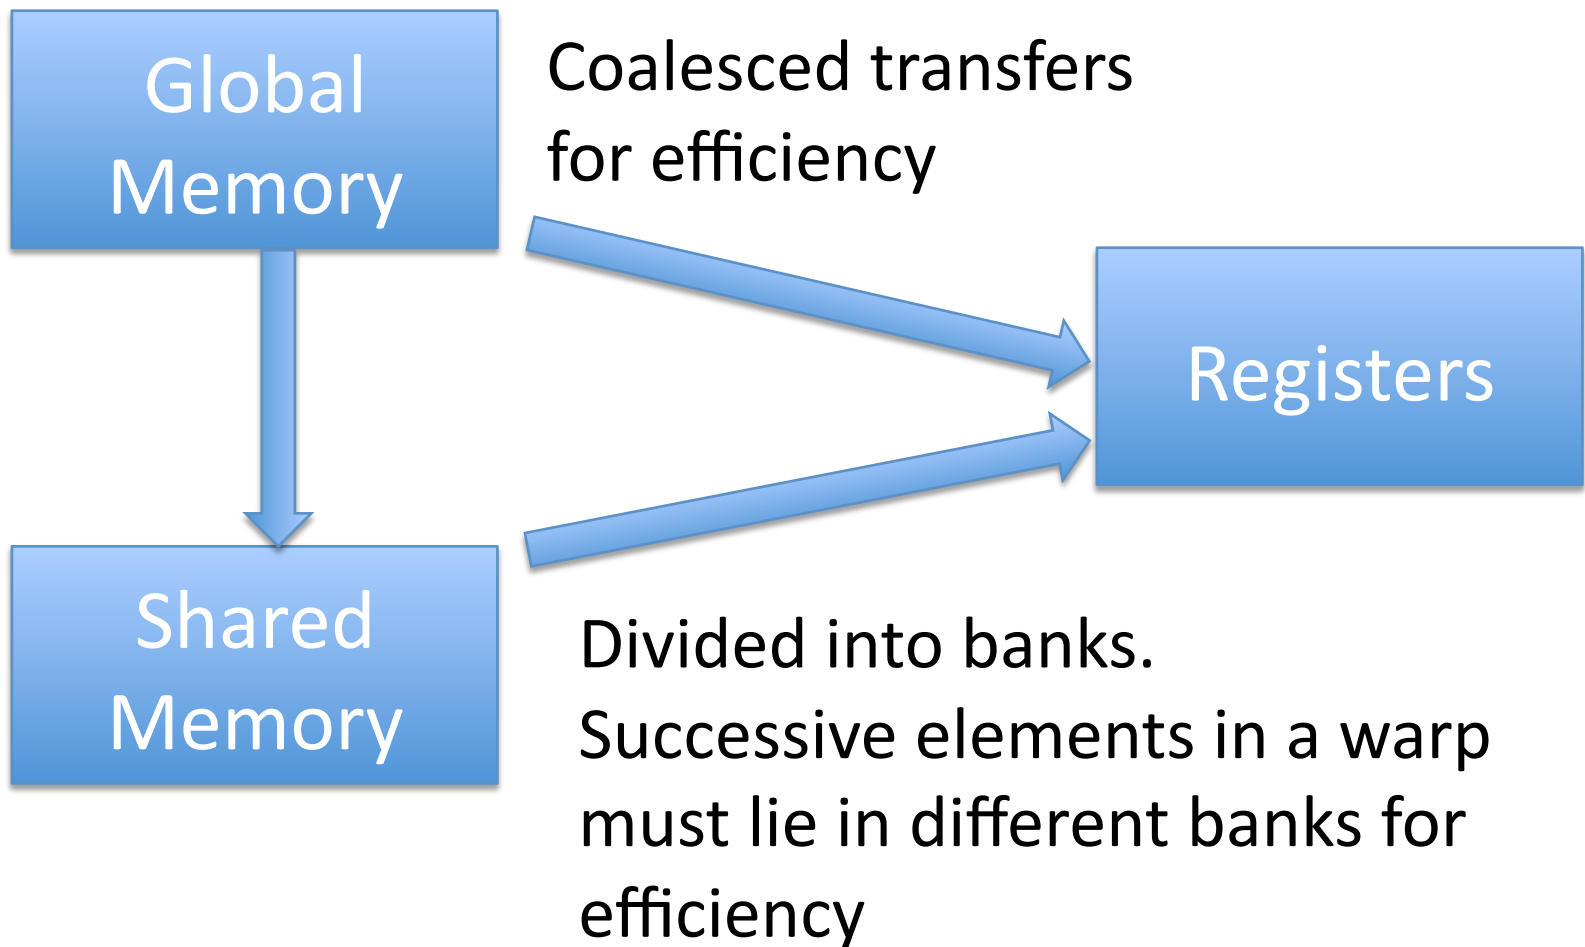 Global
Memory
Coalesced transfers
for efficiency
Registers
Shared
Memory
Divided into banks.
Successive elements in a warp
must lie in different banks for
efficiency